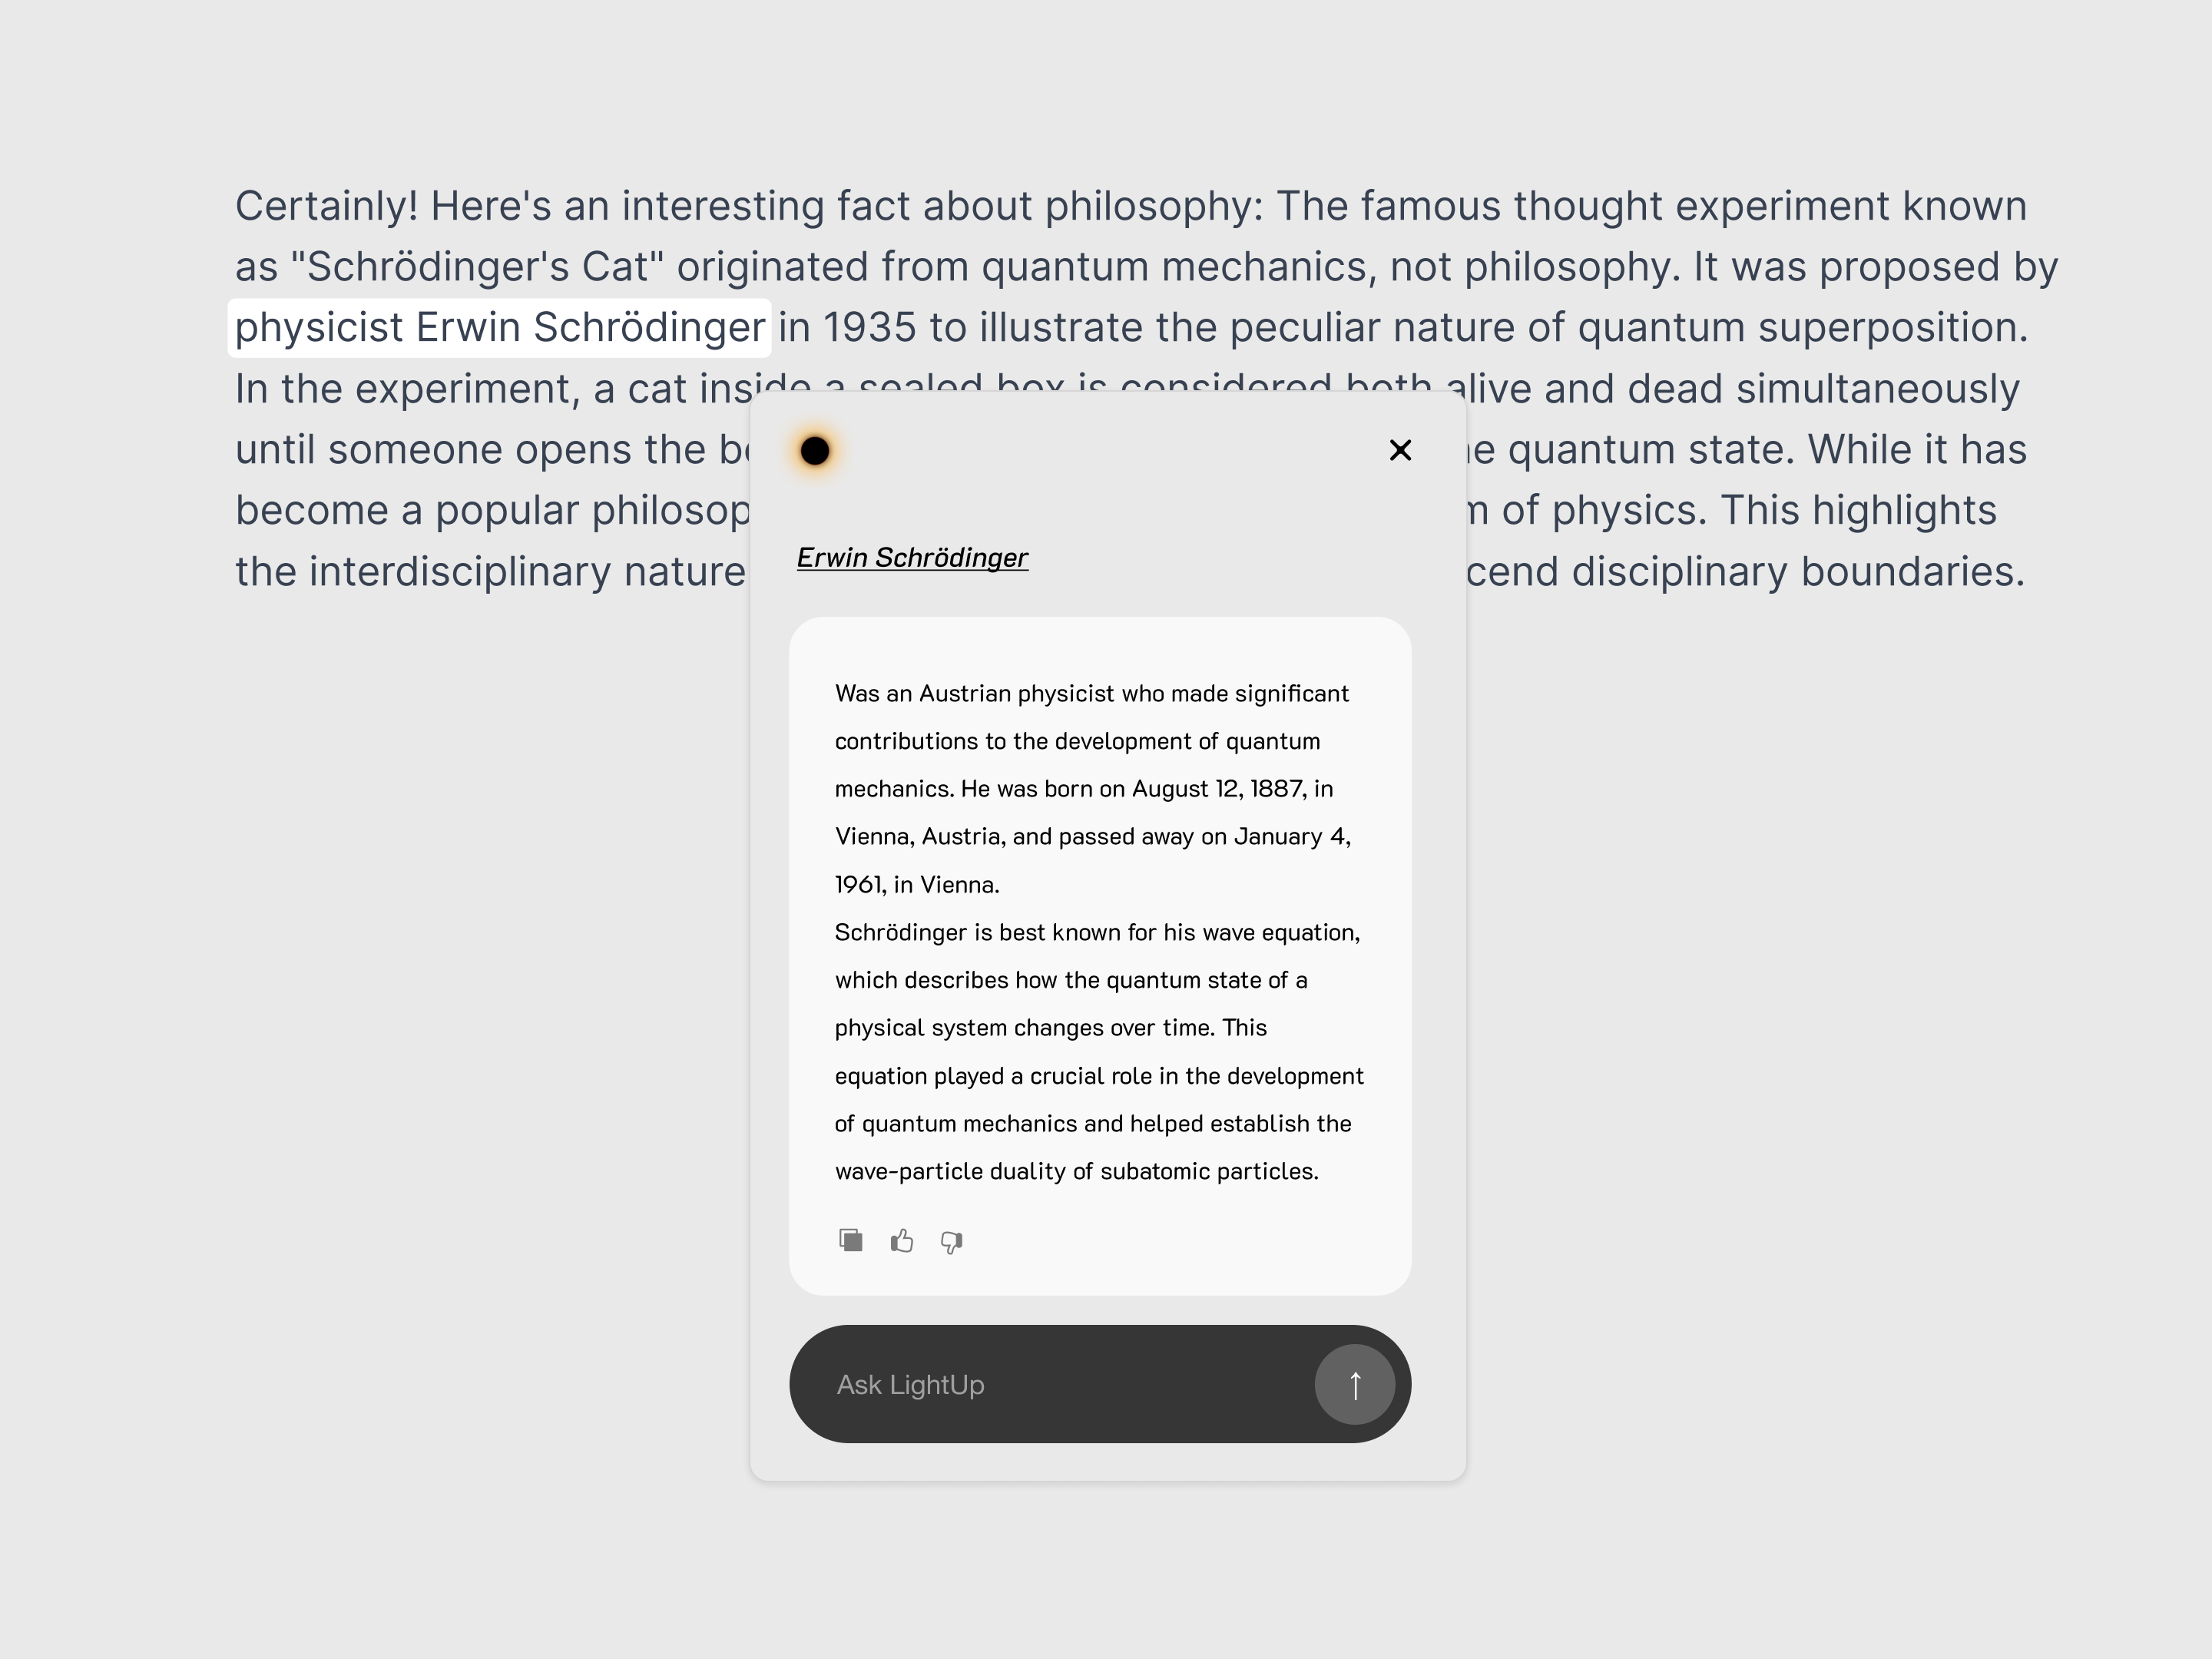 Certainly! Here's an interesting fact about philosophy: The famous thought experiment known
as "Schrödinger's Cat" originated from quantum mechanics, not philosophy. It was proposed by
physicist Erwin Schrödinger in 1935 to illustrate the peculiar nature of quantum superposition.
In the experiment, a cat inside a sealed box is considered both alive and dead simultaneously
until someone opens the quantum state. While it has
become a popular of physics. This highlights
the interdisciplinary nature disciplinary boundaries.
Erwin Schrödinger
Was an Austrian physicist who made significant
contributions to the development of quantum
mechanics. He was born on August 12, 1887, in
Vienna, Austria, and passed away on January 4,
1961, in Vienna.
Schrödinger is best known for his wave equation,
which describes how the quantum state of a
physical system changes over time. This
equation played a crucial role in the development
of quantum mechanics and helped establish the
wave-particle duality of subatomic particles.
Ask LightUp